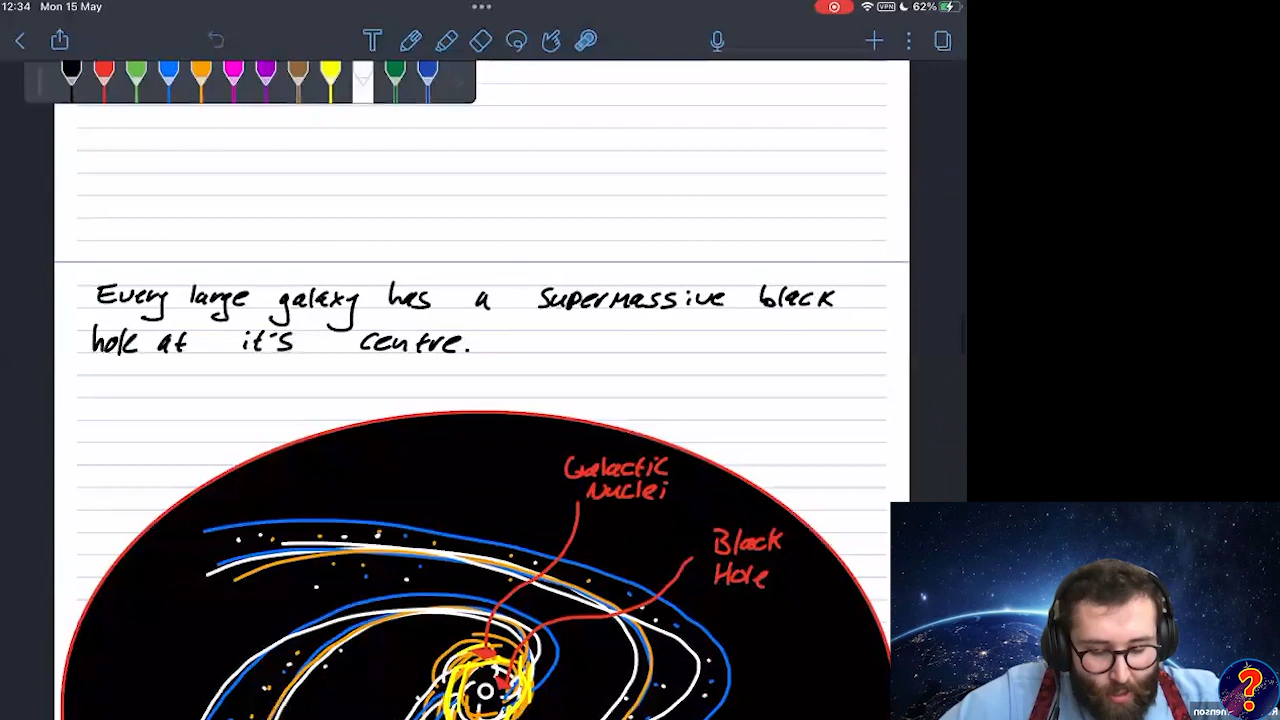 12:34 Mon 15 May
VPN 62%
T
Every large galaxy has a supermassive black
hole at it's centre.
Galactic
Nuclei
Black
Hole
?